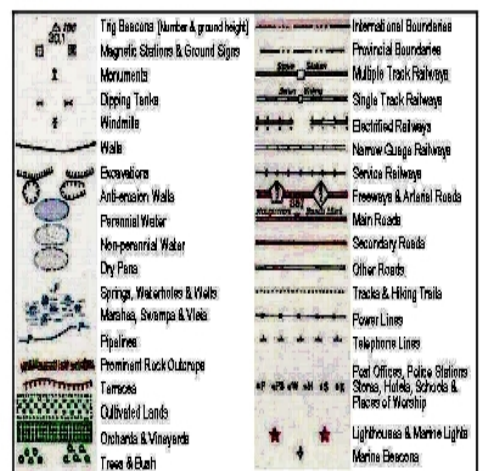 Trig Beacons (Number & ground height)
Magnetic Stations & Ground Signs
Monuments
Dipping Tanks
Windmills
Walls
Excavations
Anti-erosion Walls
Perennial Water
Non-perennial Water
Dry Pans
Springs, Waterholes & Wells
Marshes, Swamps & Vleis
Pipelines
Prominent Rock Outcrops
Terraces
Cultivated Lands
Orchards & Vineyards
Trees & Bush
International Boundaries
Provincial Boundaries
Multiple Track Railways
Single Track Railways
Electrified Railways
Narrow Guage Railways
Service Railways
Freeways & Arterial Roads
Main Roads
Secondary Roads
Other Roads
Tracks & Hiking Trails
Power Lines
Telephone Lines
Post Offices, Police Stations
Stores, Hotels, Schools &
Places of Worship
Lighthouses & Marine Lights
Marine Beacons